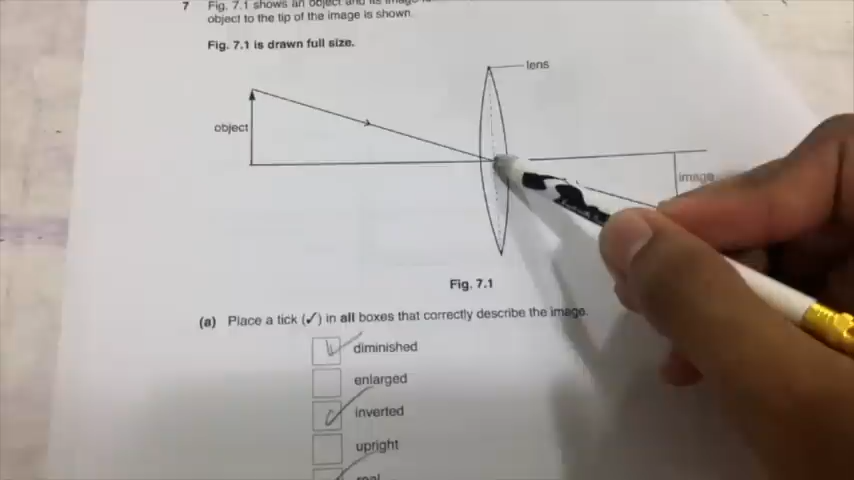 7 Fig. 7.1 shows an object and its image
object to the tip of the image is shown.
Fig. 7.1 is drawn full size.
lens
object
image
Fig. 7.1
(a) Place a tick (✓) in all boxes that correctly describe the image.
diminished
enlarged
inverted
upright
real